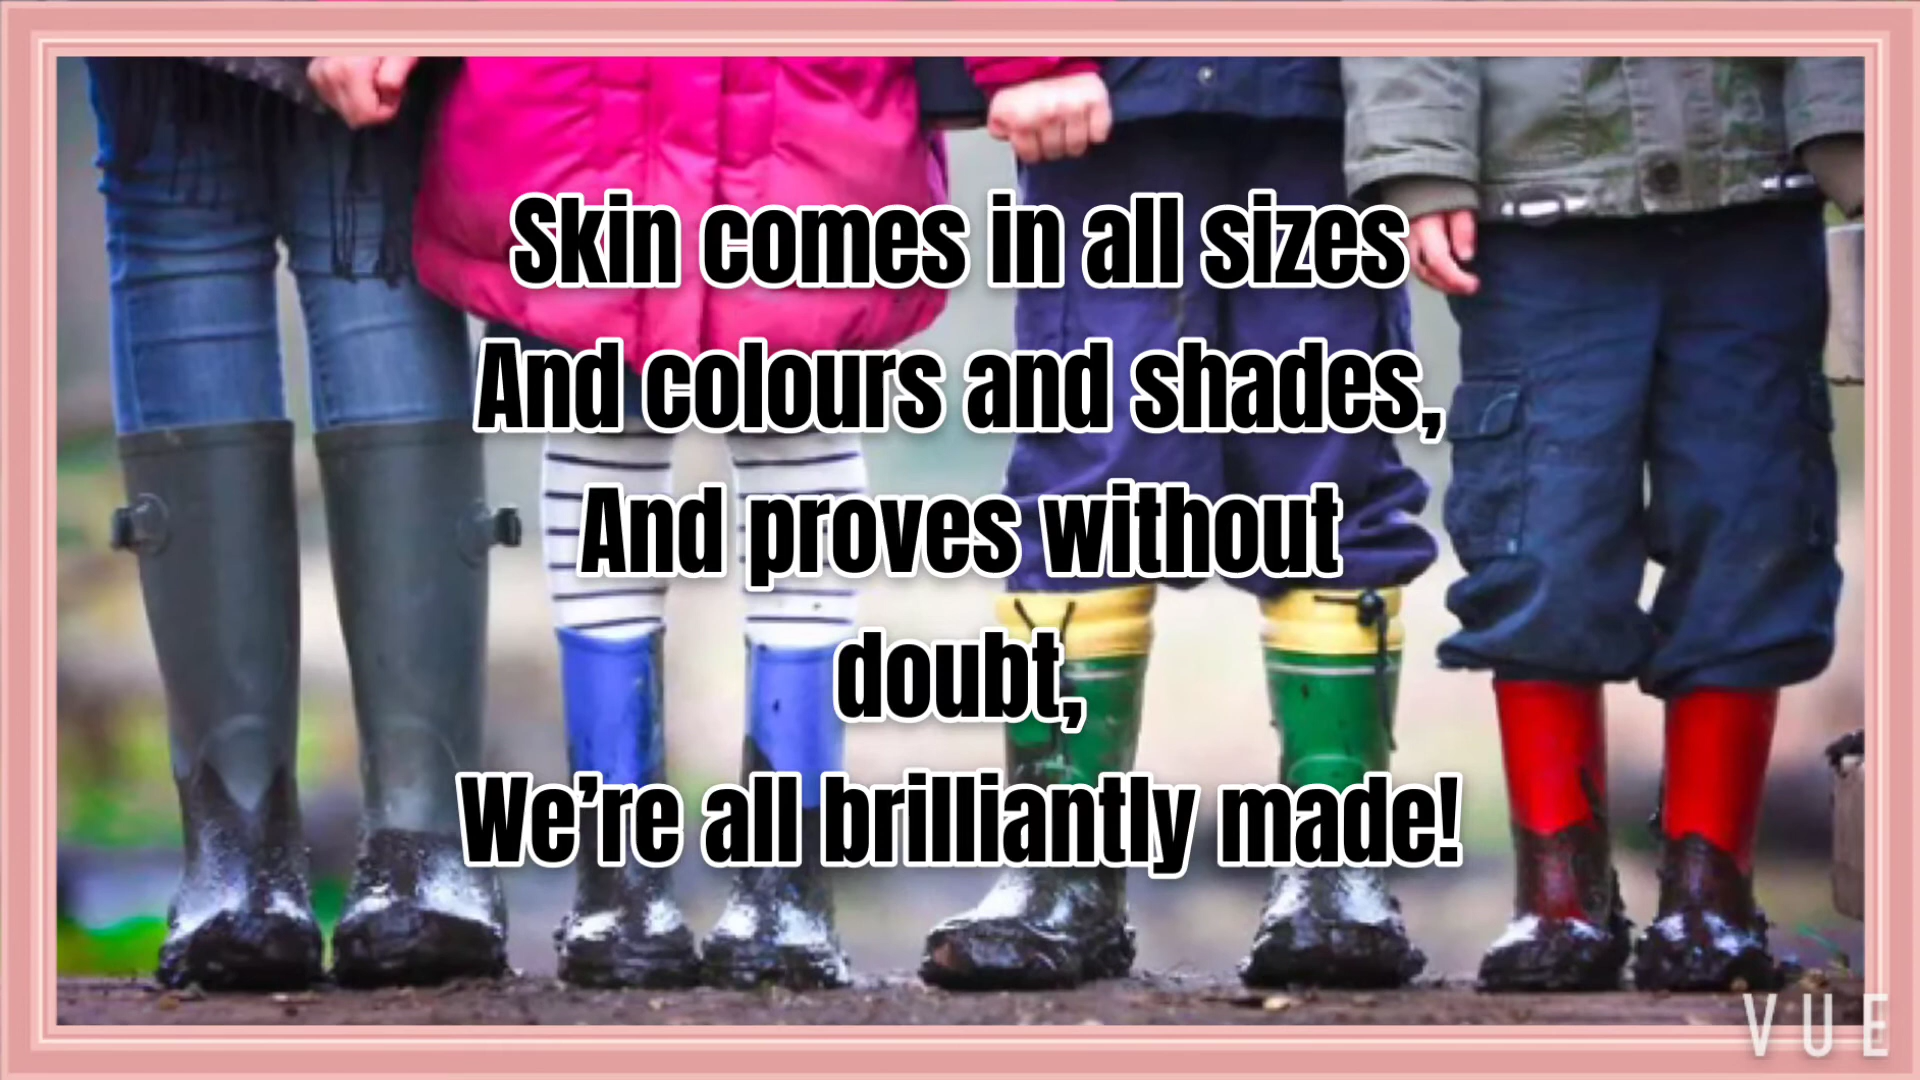 Skin comes in all sizes
And colours and shades,
And proves without
doubt,
We're all brilliantly made!
VUE